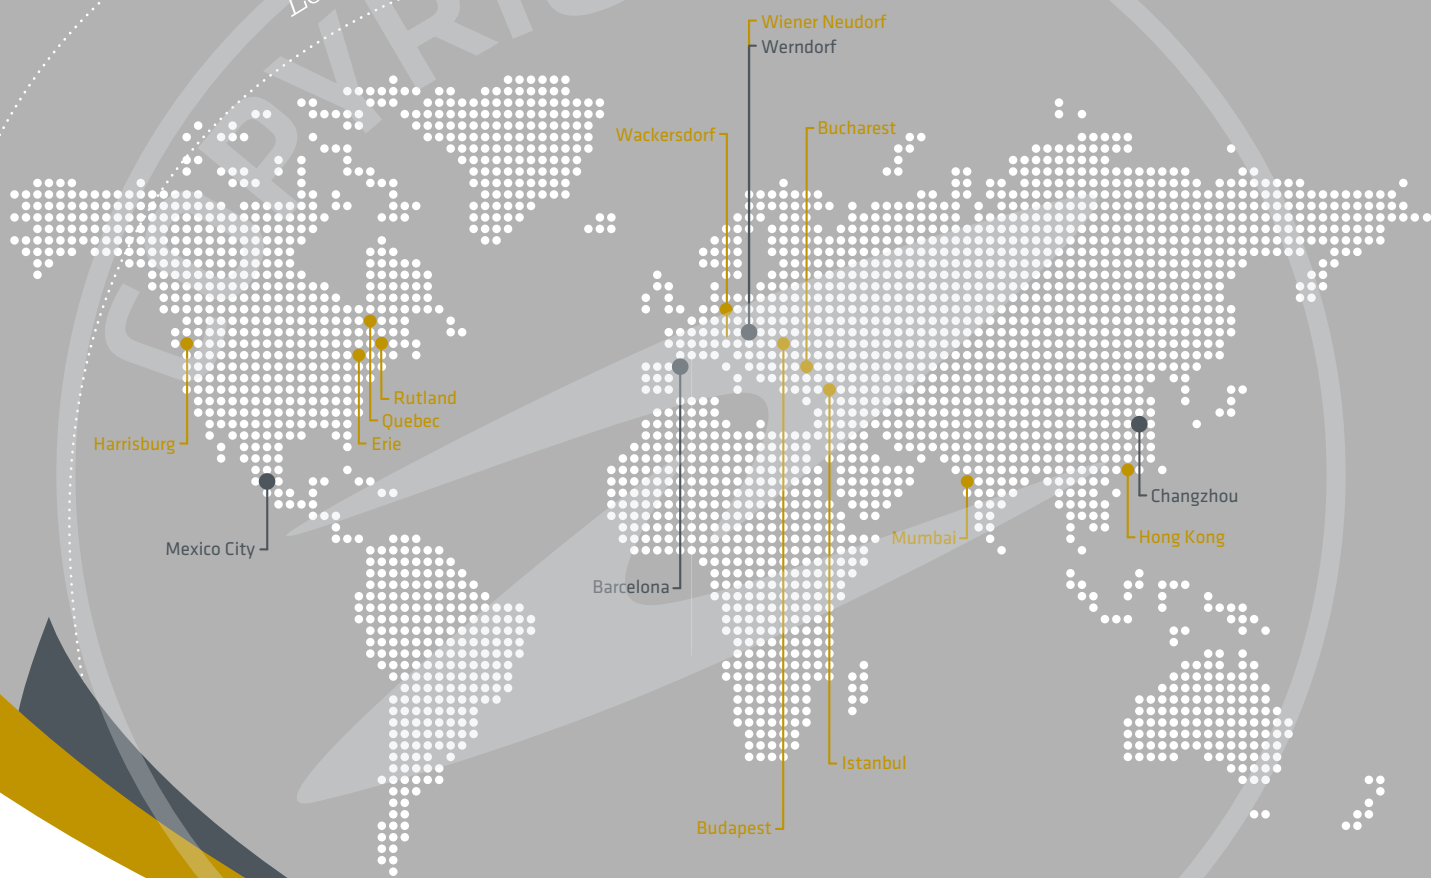 Wiener Neudorf
Werndorf
Wackersdorf
Bucharest
Rutland
Quebec
Harrisburg
Erie
Changzhou
Hong Kong
Mumbai
Mexico City
Barcelona
Istanbul
Budapest